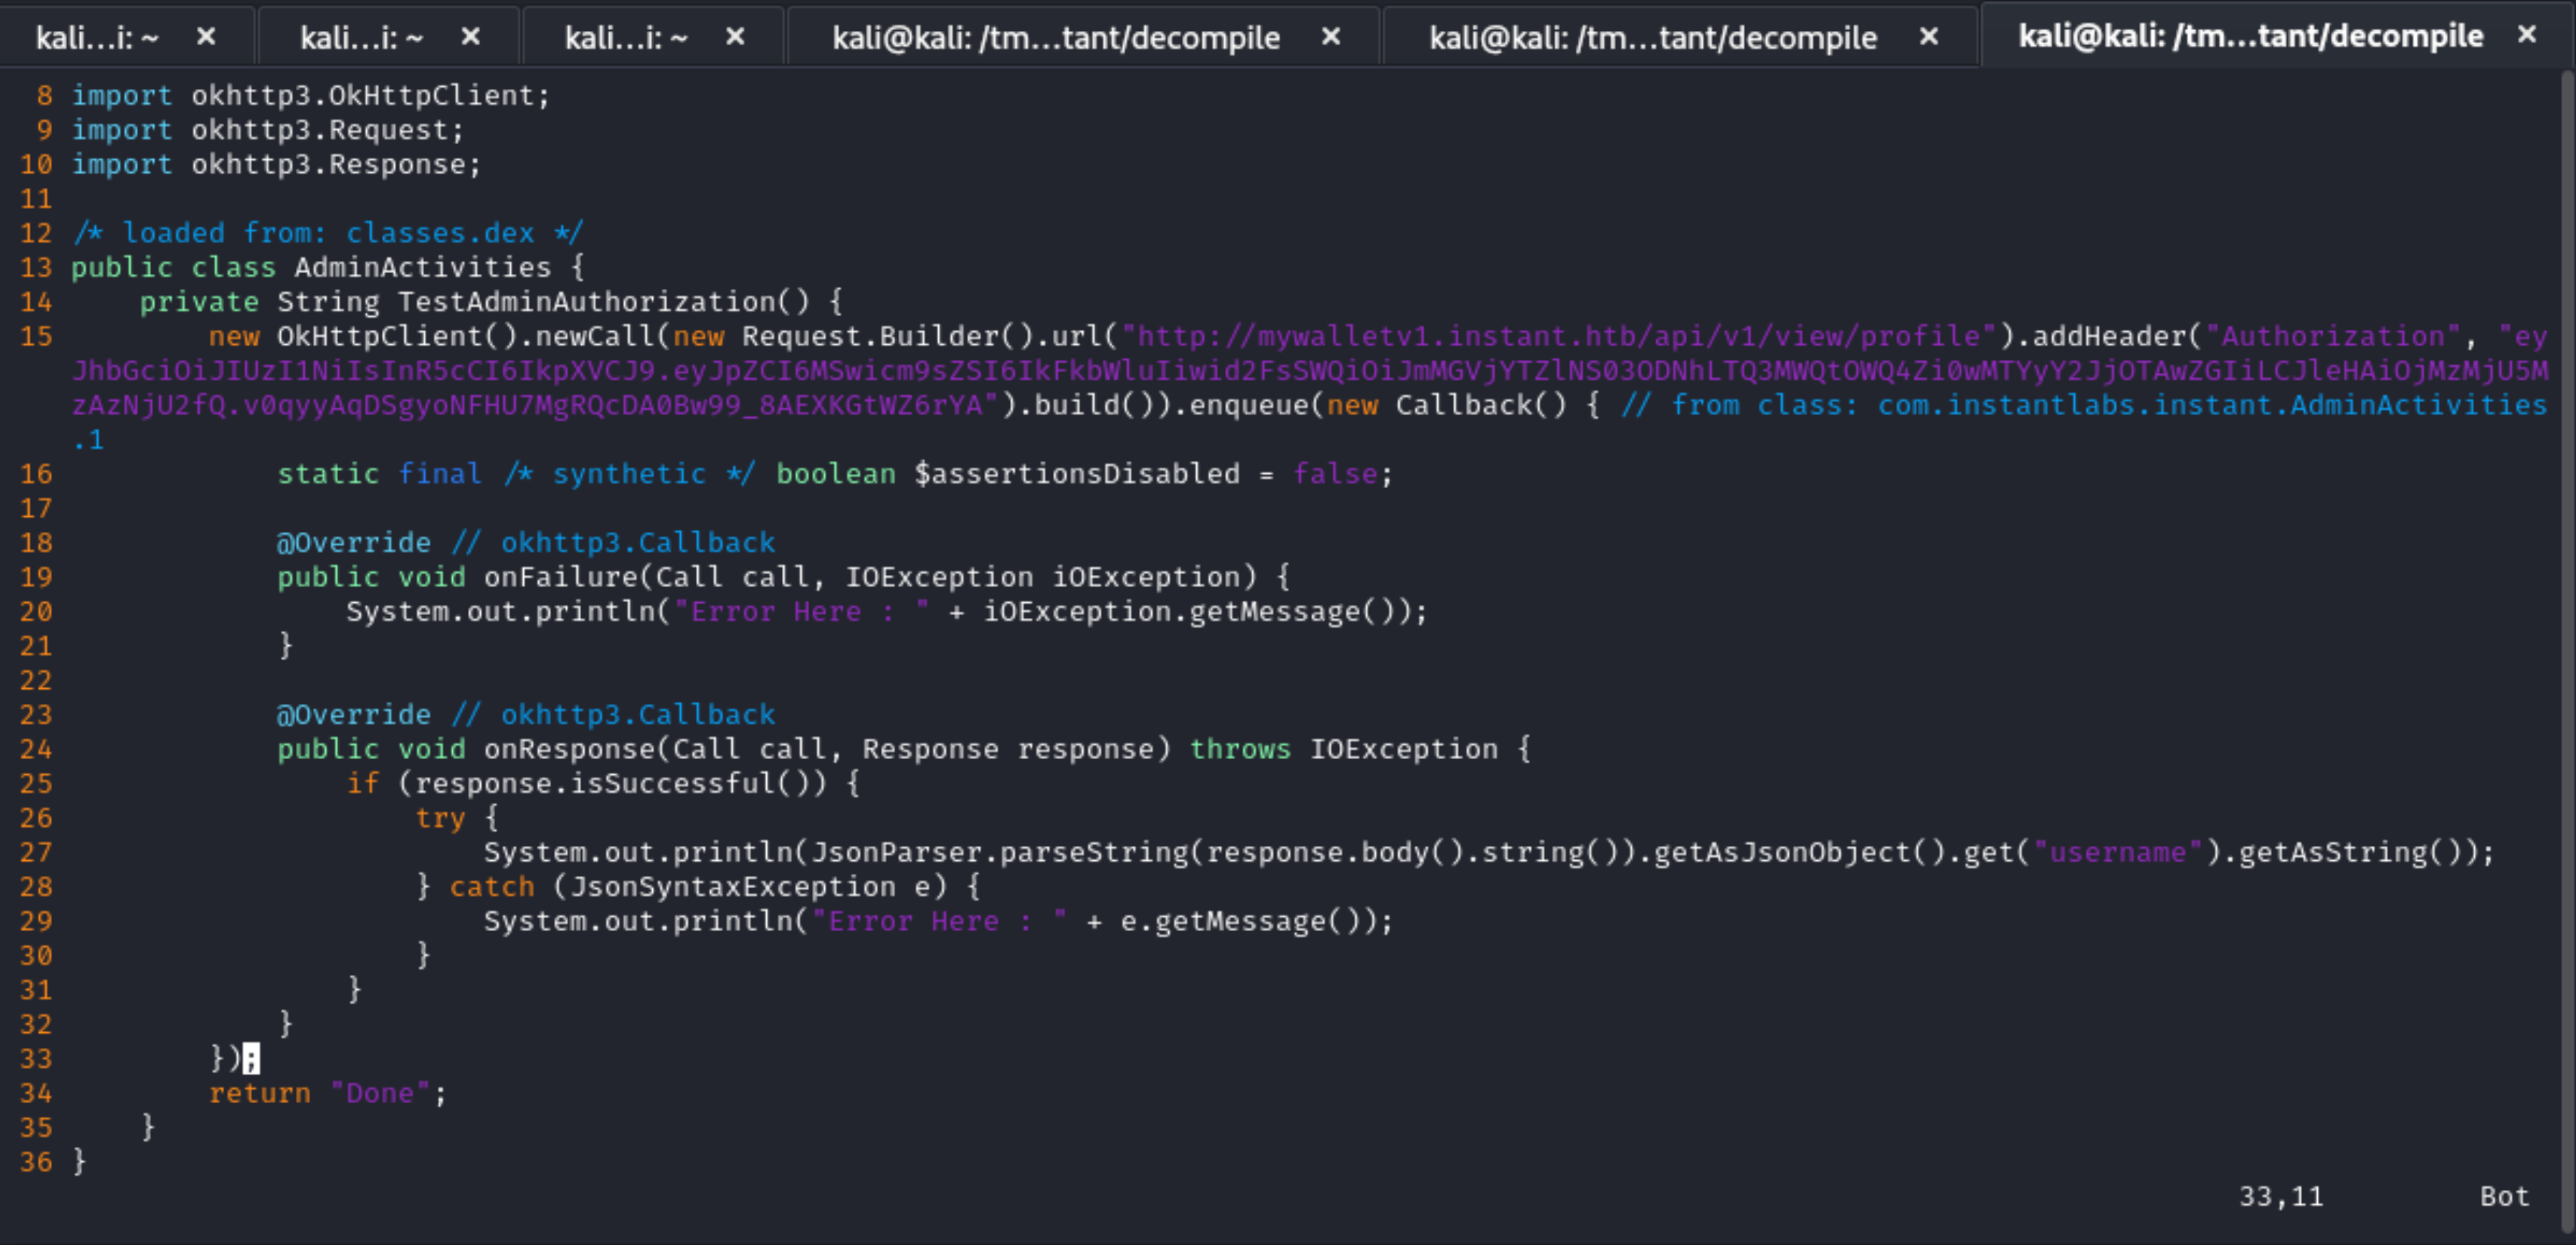 kali...i: ~ × kali...i: ~ × kali...i: ~ × kali@kali: /tm...tant/decompile × kali@kali: /tm...tant/decompile × kali@kali: /tm...tant/decompile ×
8 import okhttp3.OkHttpClient;
9 import okhttp3.Request;
10 import okhttp3.Response;
11
12 /* loaded from: classes.dex */
13 public class AdminActivities {
14     private String TestAdminAuthorization() {
15         new OkHttpClient().newCall(new Request.Builder().url("http://mywalletv1.instant.htb/api/v1/view/profile").addHeader("Authorization", "ey
JhbGciOiJIUzI1NiIsInR5cCI6IkpXVCJ9.eyJpZCI6MSwicm9sZSI6IkFkbWluIiwid2FsSWQiOiJmMGVjYTZlNS03ODNhLTQ3MWQtOWQ4Zi0wMTYyY2JjOTAwZGIiLCJleHAiOjMzMjU5M
zAzNjU2fQ.v0qyyAqDSgyoNFHU7MgRQcDA0Bw99_8AEXKGtWZ6rYA").build()).enqueue(new Callback() { // from class: com.instantlabs.instant.AdminActivities
.1
16             static final /* synthetic */ boolean $assertionsDisabled = false;
17
18             @Override // okhttp3.Callback
19             public void onFailure(Call call, IOException iOException) {
20                 System.out.println("Error Here : " + iOException.getMessage());
21             }
22
23             @Override // okhttp3.Callback
24             public void onResponse(Call call, Response response) throws IOException {
25                 if (response.isSuccessful()) {
26                     try {
27                         System.out.println(JsonParser.parseString(response.body().string()).getAsJsonObject().get("username").getAsString());
28                     } catch (JsonSyntaxException e) {
29                         System.out.println("Error Here : " + e.getMessage());
30                     }
31                 }
32             }
33         });
34         return "Done";
35     }
36 }
33,11 Bot